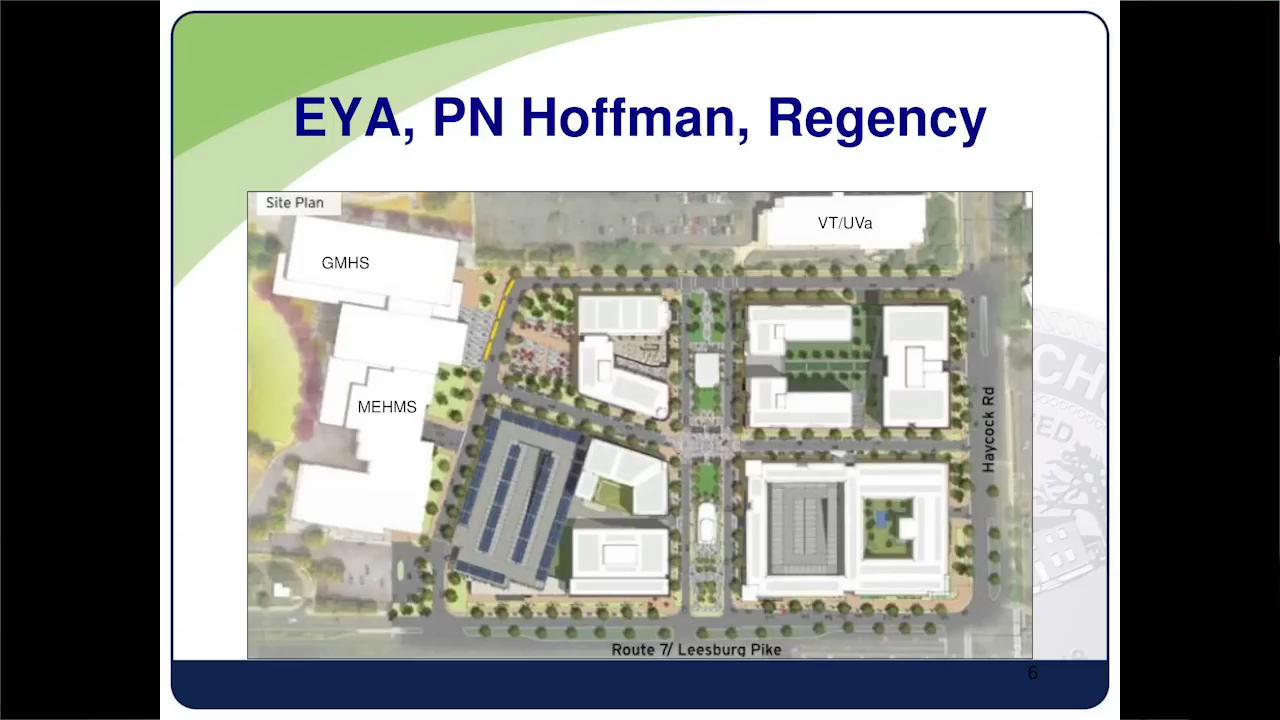 EYA, PN Hoffman, Regency
Site Plan
VT/UVa
GMHS
MEHMS
Haycock Rd
Route 7/ Leesburg Pike
6